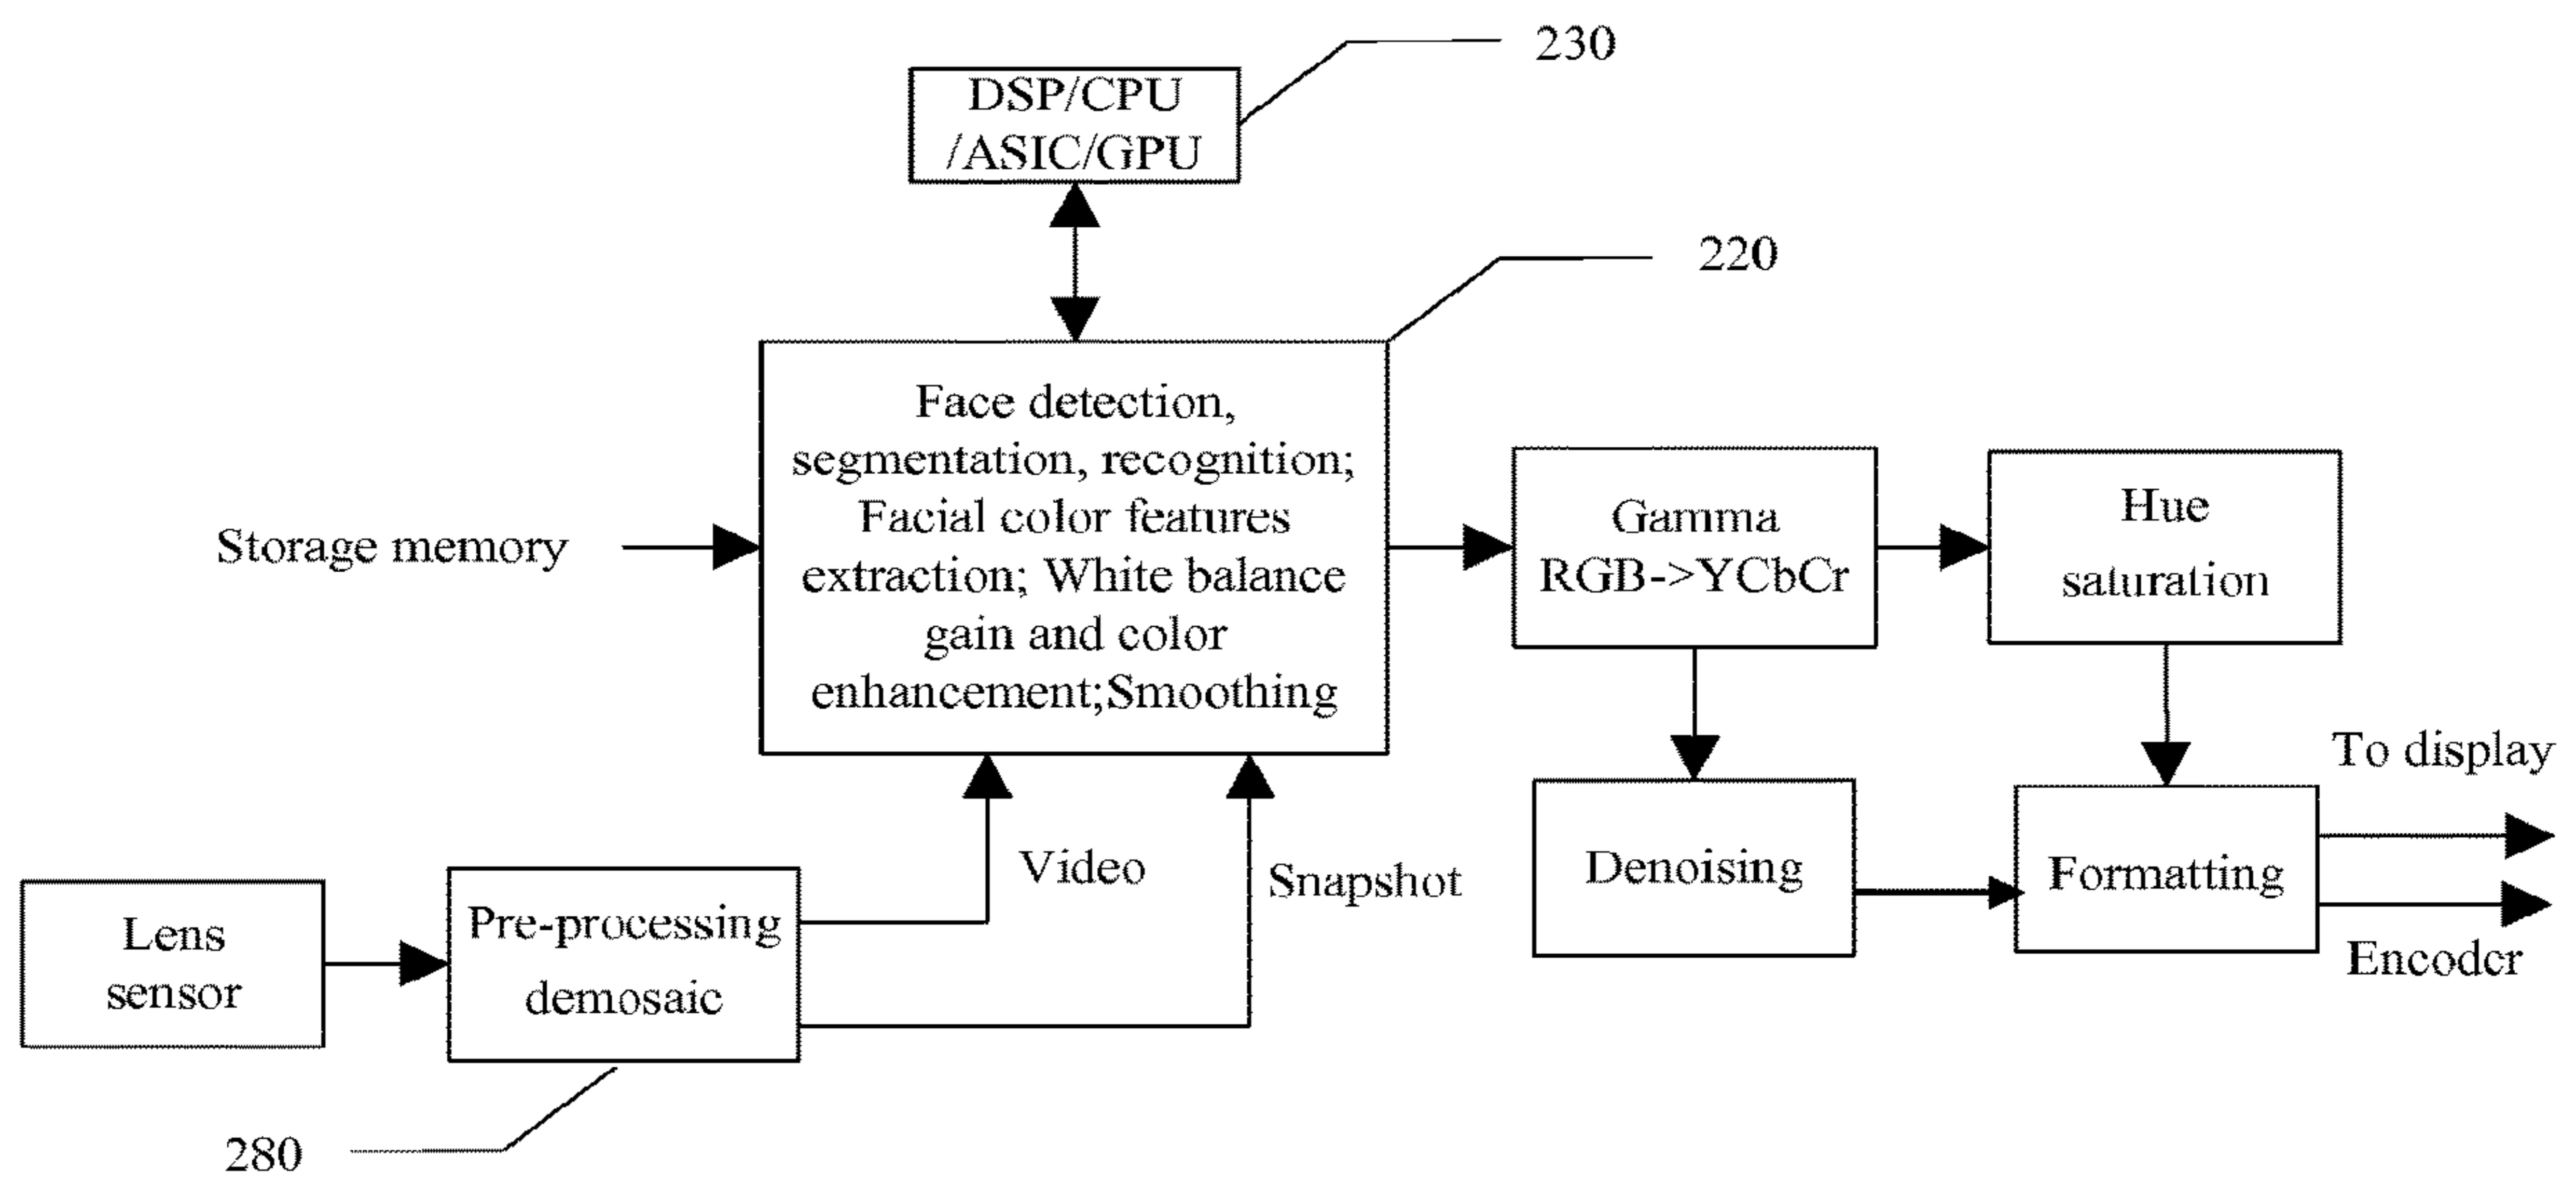 230
DSP/CPU
/ASIC/GPU
220
Face detection,
segmentation, recognition;
Facial color features
extraction; White balance
gain and color
enhancement;Smoothing
Storage memory
Gamma
RGB->YCbCr
Hue
saturation
To display
Video
Snapshot
Denoising
Formatting
Encoder
Lens
sensor
Pre-processing
demosaic
280